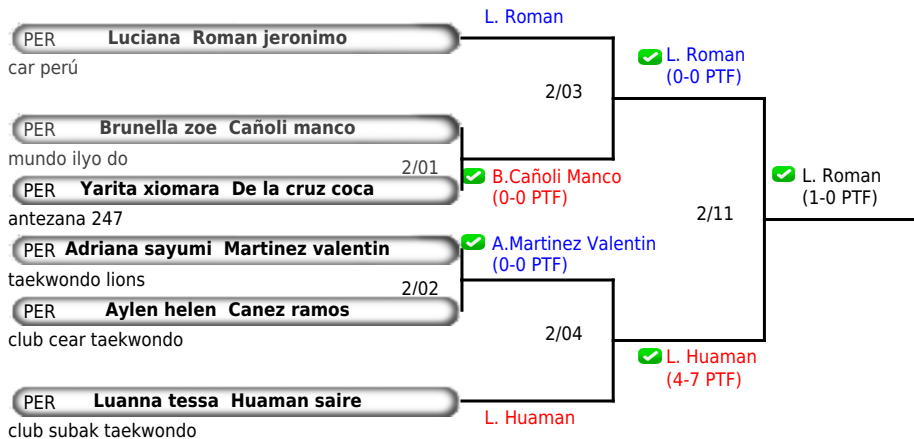 L. Roman
PER Luciana Roman jeronimo
car perú
L. Roman
(0-0 PTF)
2/03
PER Brunella zoe Cañoli manco
mundo ilyo do
2/01
B.Cañoli Manco
(0-0 PTF)
PER Yarita xiomara De la cruz coca
antezana 247
L. Roman
(1-0 PTF)
2/11
PER Adriana sayumi Martinez valentin
taekwondo lions
A.Martinez Valentin
(0-0 PTF)
2/02
PER Aylen helen Canez ramos
club cear taekwondo
2/04
L. Huaman
(4-7 PTF)
PER Luanna tessa Huaman saire
club subak taekwondo
L. Huaman